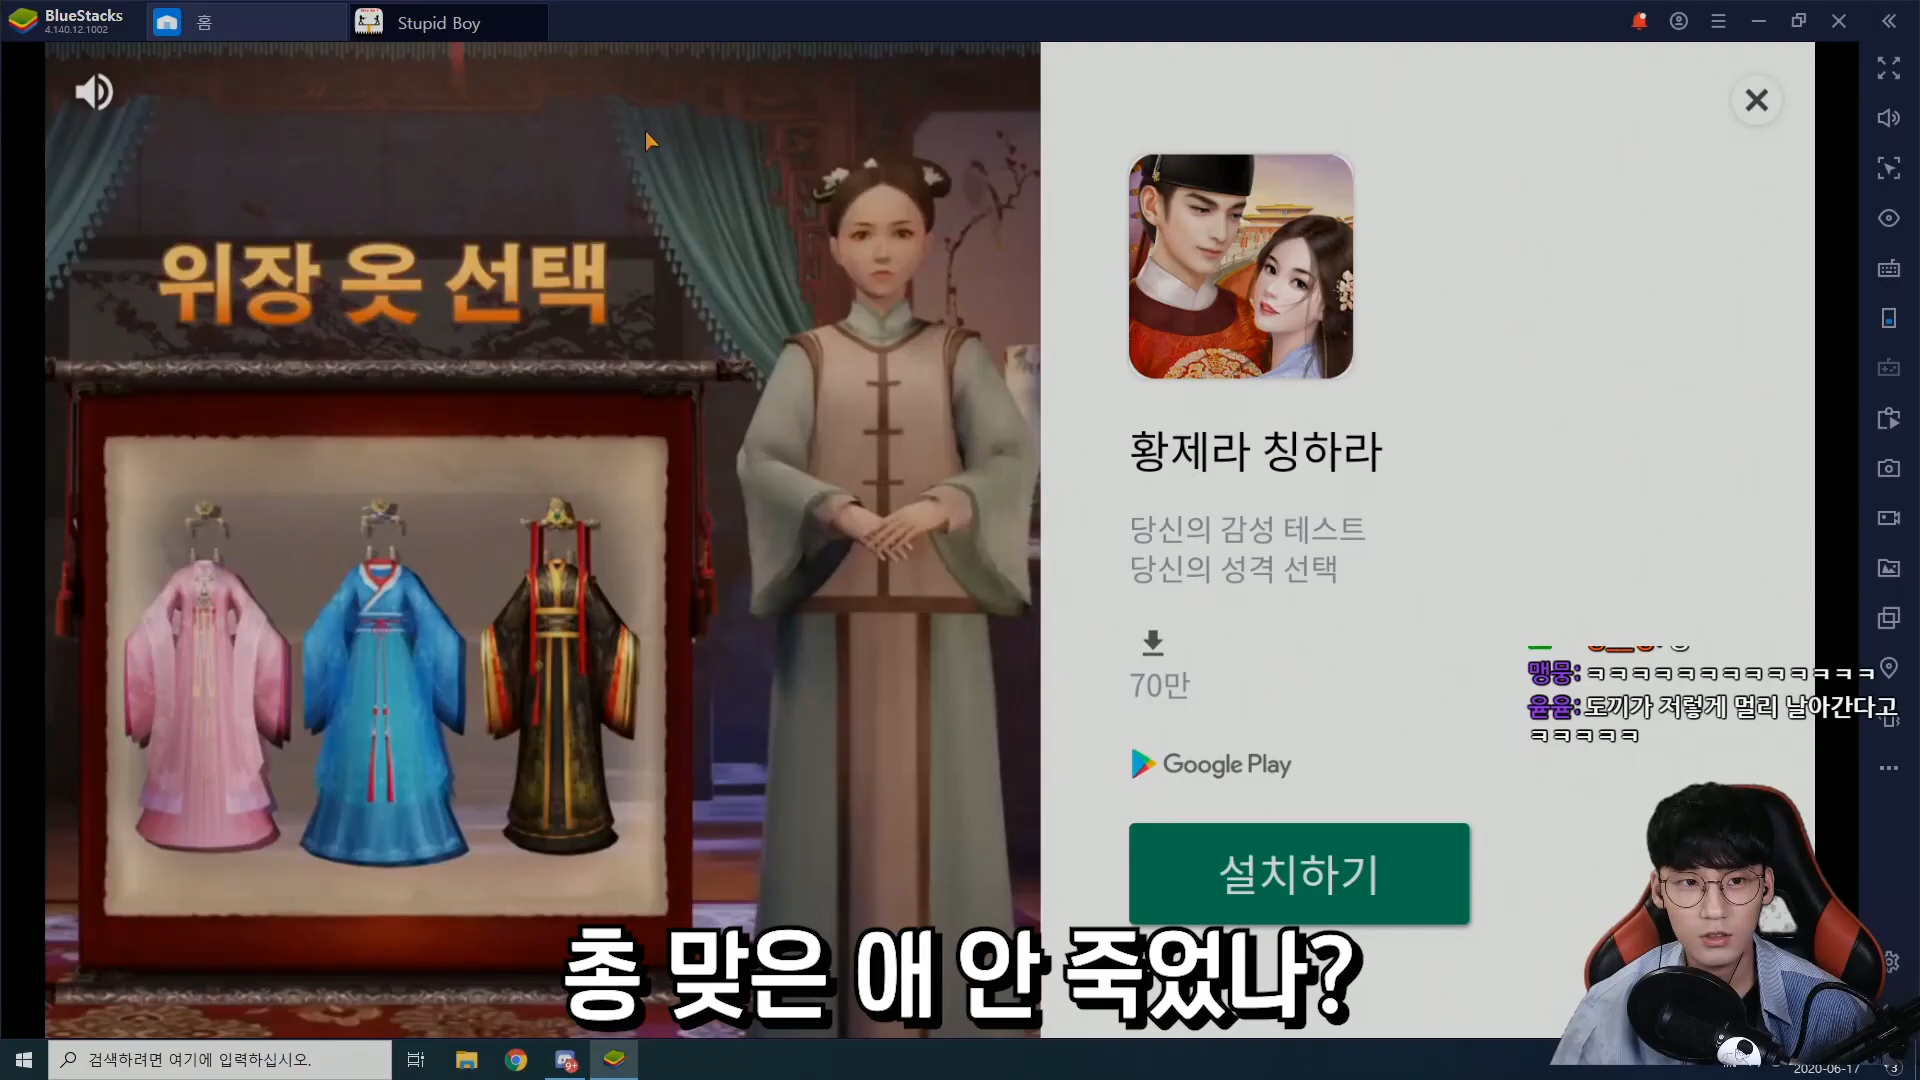 BlueStacks
4.140.12.1002
홈
Stupid Boy
위장 옷 선택
황제라 칭하라
당신의 감성 테스트
당신의 성격 선택
70만
Google Play
설치하기
맹뭉: ㅋㅋㅋㅋㅋㅋㅋㅋㅋㅋㅋㅋㅋ
윤윤: 도끼가 저렇게 멀리 날아간다고
ㅋㅋㅋㅋㅋ
총 맞은 애 안 죽었나?
검색하려면 여기에 입력하십시오.
9+
2020-06-17
3